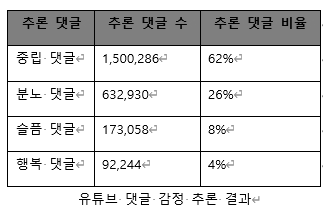 추론 댓글 추론 댓글 수 추론 댓글 비율
중립 댓글 1,500,286 62%
분노 댓글 632,930 26%
슬픔 댓글 173,058 8%
행복 댓글 92,244 4%
유튜브 댓글 감정 추론 결과